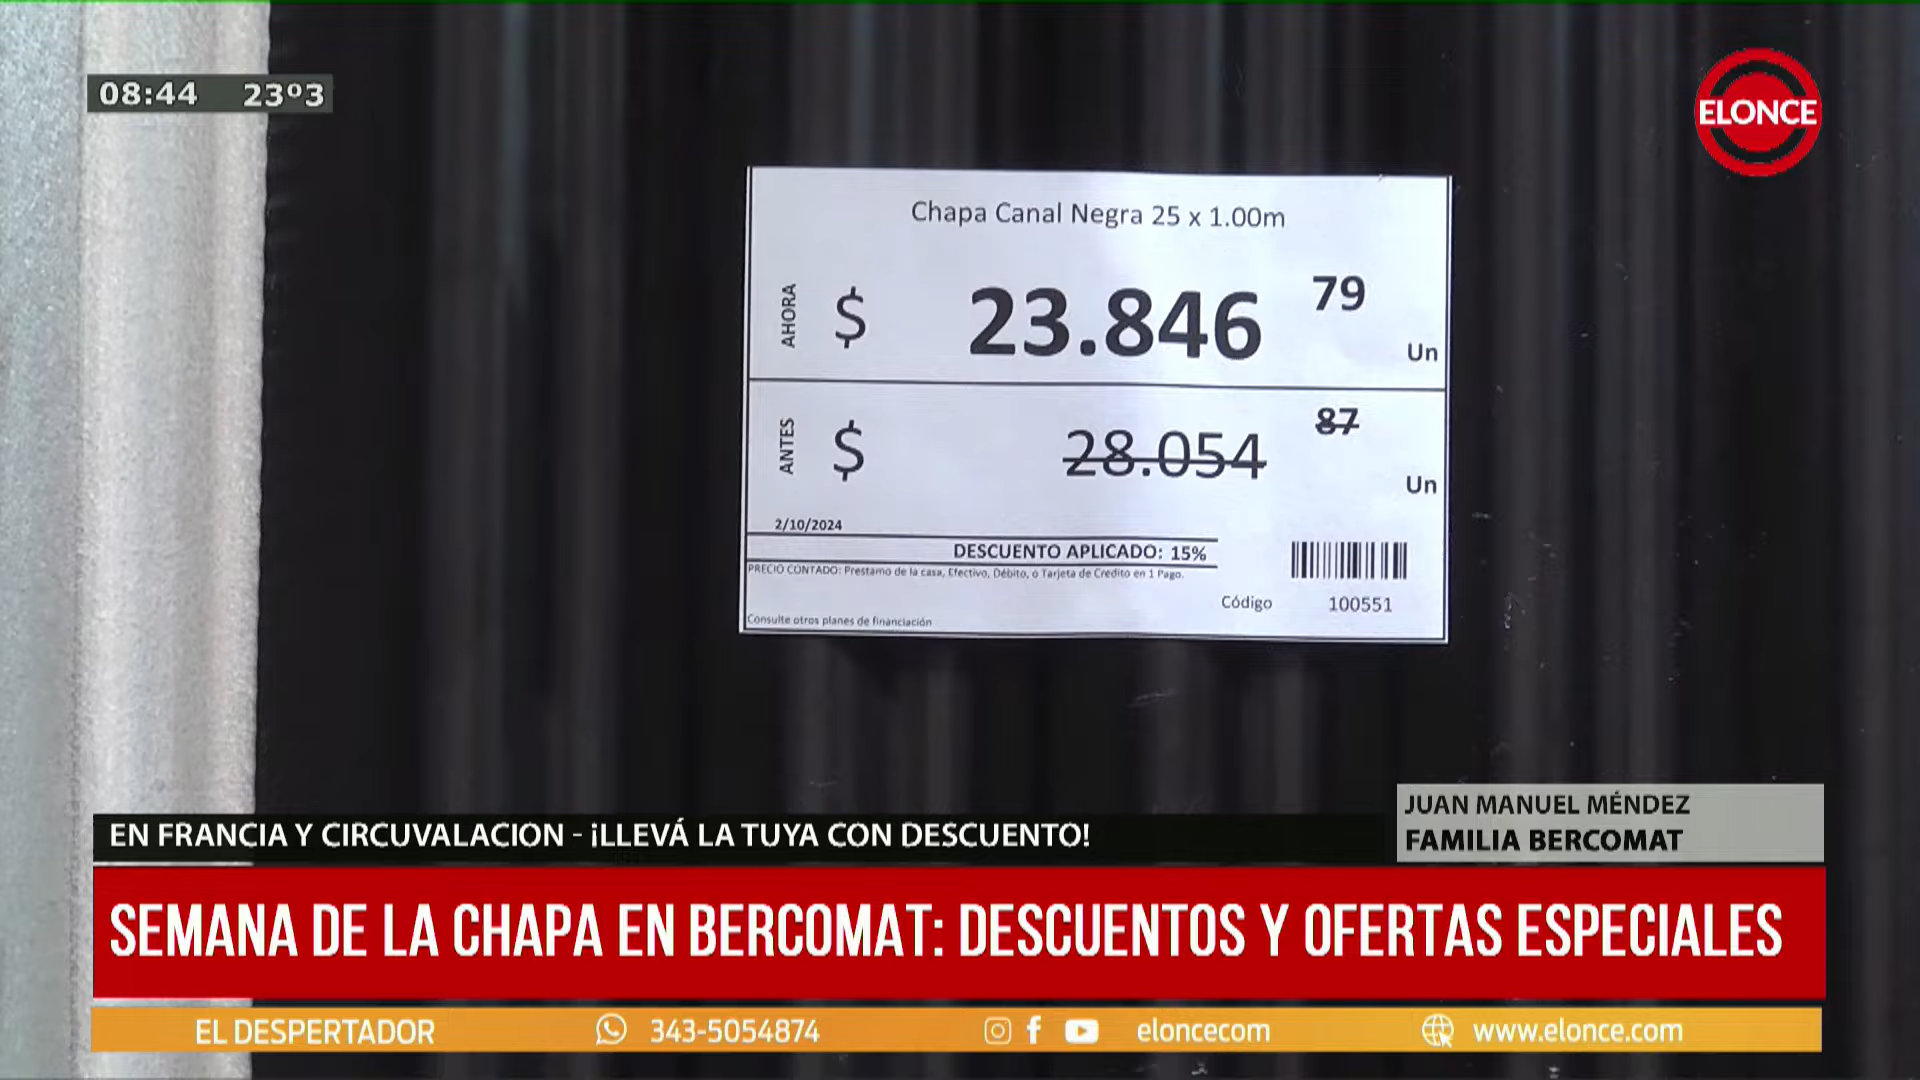 08:44 23º3
ELONCE
Chapa Canal Negra 25 x 1.00m
AHORA $ 23.846 79 Un
ANTES $ 28.054 87 Un
2/10/2024
DESCUENTO APLICADO: 15%
PRECIO CONTADO: Prestamo de la casa, Efectivo, Débito, o Tarjeta de Credito en 1 Pago.
Código 100551
Consulte otros planes de financiación
JUAN MANUEL MÉNDEZ
FAMILIA BERCOMAT
EN FRANCIA Y CIRCUVALACION - ¡LLEVÁ LA TUYA CON DESCUENTO!
SEMANA DE LA CHAPA EN BERCOMAT: DESCUENTOS Y OFERTAS ESPECIALES
EL DESPERTADOR 343-5054874 eloncecom www.elonce.com